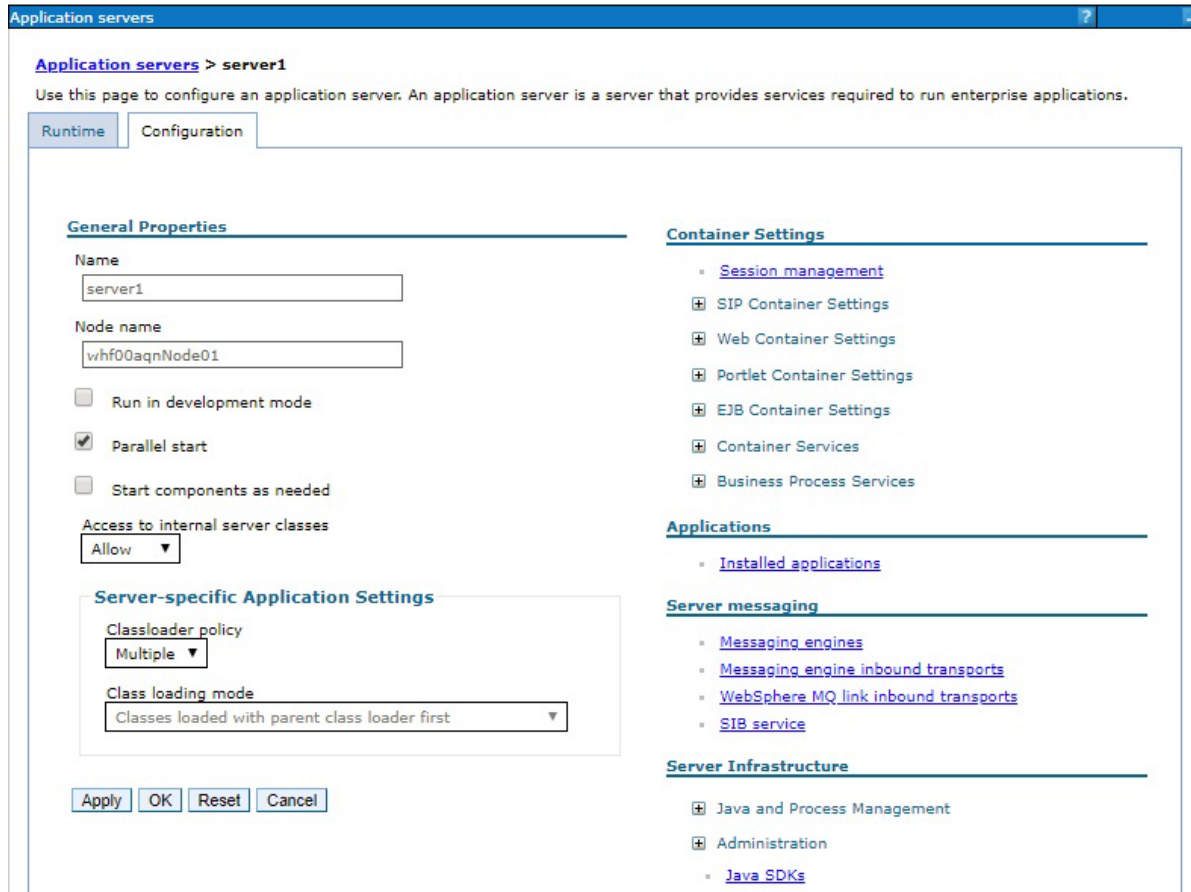 Application servers ?
Application servers > server1
Use this page to configure an application server. An application server is a server that provides services required to run enterprise applications.
Runtime Configuration
General Properties
Name
server1
Node name
whf00aqnNode01
Run in development mode
Parallel start
Start components as needed
Access to internal server classes
Allow
Server-specific Application Settings
Classloader policy
Multiple
Class loading mode
Classes loaded with parent class loader first
Apply OK Reset Cancel
Container Settings
Session management
SIP Container Settings
Web Container Settings
Portlet Container Settings
EJB Container Settings
Container Services
Business Process Services
Applications
Installed applications
Server messaging
Messaging engines
Messaging engine inbound transports
WebSphere MQ link inbound transports
SIB service
Server Infrastructure
Java and Process Management
Administration
Java SDKs